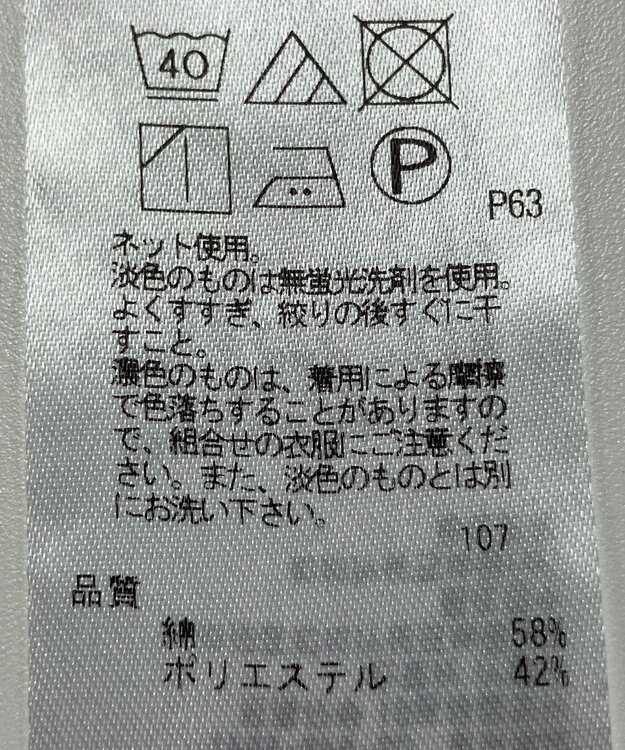 40
P
P63
ネット使用。
淡色のものは無蛍光洗剤を使用。
よくすすぎ、絞りの後すぐに干
すこと。
濃色のものは、着用による摩擦
で色落ちすることがありますの
で、組合せの衣服にご注意くだ
さい。また、淡色のものとは別
にお洗い下さい。
107
品質
綿 58%
ポリエステル 42%